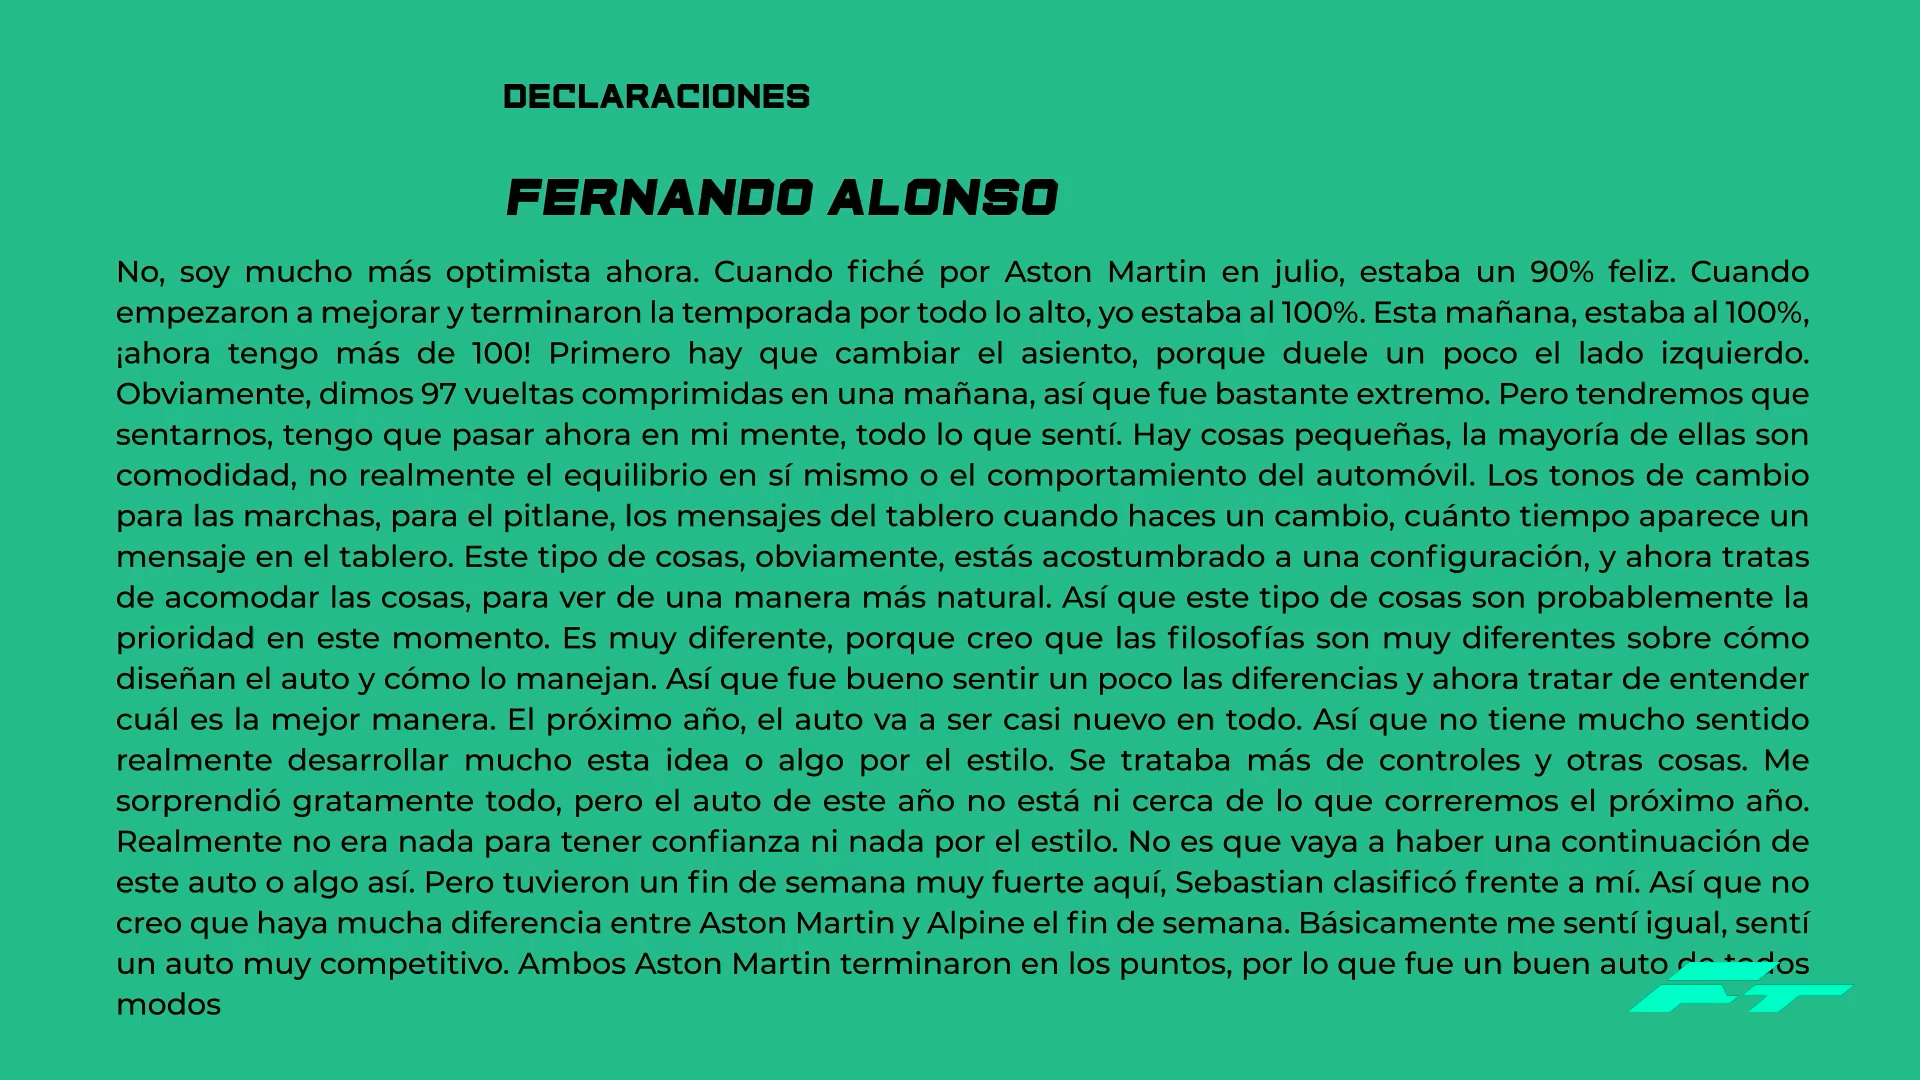 DECLARACIONES
FERNANDO ALONSO
No, soy mucho más optimista ahora. Cuando fiché por Aston Martin en julio, estaba un 90% feliz. Cuando
empezaron a mejorar y terminaron la temporada por todo lo alto, yo estaba al 100%. Esta mañana, estaba al 100%,
¡ahora tengo más de 100! Primero hay que cambiar el asiento, porque duele un poco el lado izquierdo.
Obviamente, dimos 97 vueltas comprimidas en una mañana, así que fue bastante extremo. Pero tendremos que
sentarnos, tengo que pasar ahora en mi mente, todo lo que sentí. Hay cosas pequeñas, la mayoría de ellas son
comodidad, no realmente el equilibrio en sí mismo o el comportamiento del automóvil. Los tonos de cambio
para las marchas, para el pitlane, los mensajes del tablero cuando haces un cambio, cuánto tiempo aparece un
mensaje en el tablero. Este tipo de cosas, obviamente, estás acostumbrado a una configuración, y ahora tratas
de acomodar las cosas, para ver de una manera más natural. Así que este tipo de cosas son probablemente la
prioridad en este momento. Es muy diferente, porque creo que las filosofías son muy diferentes sobre cómo
diseñan el auto y cómo lo manejan. Así que fue bueno sentir un poco las diferencias y ahora tratar de entender
cuál es la mejor manera. El próximo año, el auto va a ser casi nuevo en todo. Así que no tiene mucho sentido
realmente desarrollar mucho esta idea o algo por el estilo. Se trataba más de controles y otras cosas. Me
sorprendió gratamente todo, pero el auto de este año no está ni cerca de lo que correremos el próximo año.
Realmente no era nada para tener confianza ni nada por el estilo. No es que vaya a haber una continuación de
este auto o algo así. Pero tuvieron un fin de semana muy fuerte aquí, Sebastian clasificó frente a mí. Así que no
creo que haya mucha diferencia entre Aston Martin y Alpine el fin de semana. Básicamente me sentí igual, sentí
un auto muy competitivo. Ambos Aston Martin terminaron en los puntos, por lo que fue un buen auto de todos
modos
FT